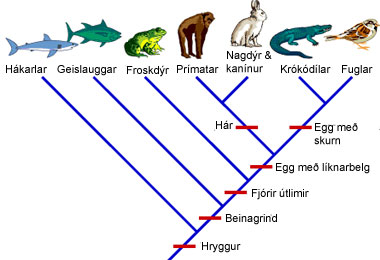 Nagdýr &
kanínur
Hákarlar Geislauggar Froskdýr Prímatar Krókódílar Fuglar
Hár
Egg með
skurn
Egg með líknarbelg
Fjórir útlimir
Beinagrind
Hryggur